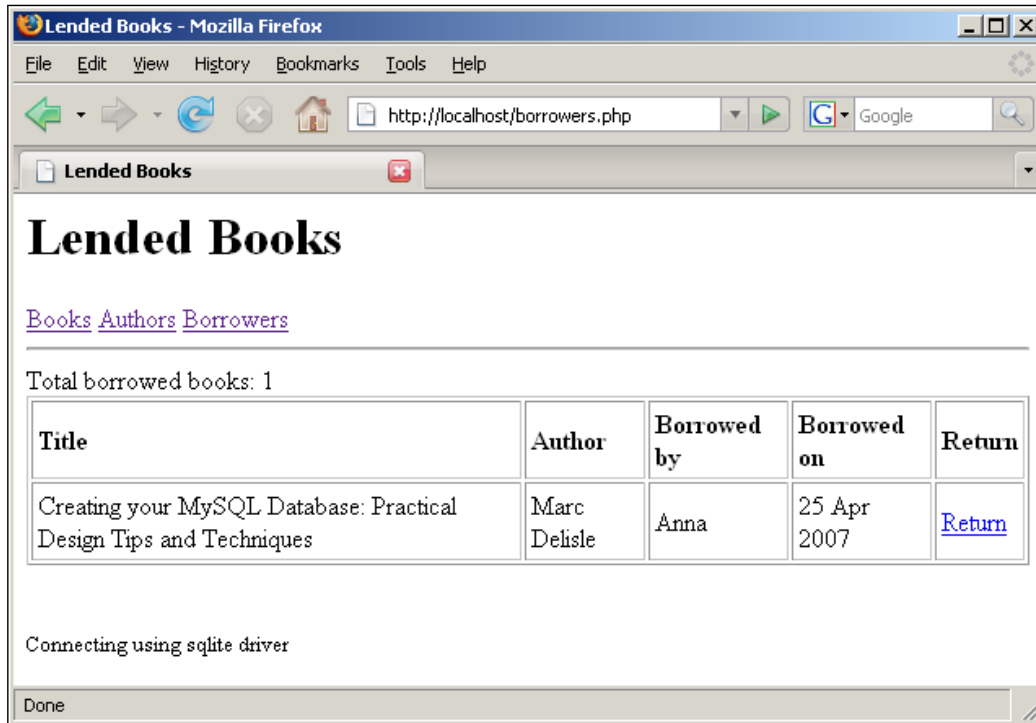 Lended Books - Mozilla Firefox
File Edit View History Bookmarks Tools Help
http://localhost/borrowers.php
G Google
Lended Books
Lended Books
Books Authors Borrowers
Total borrowed books: 1
Title Author Borrowed by Borrowed on Return
Creating your MySQL Database: Practical Design Tips and Techniques Marc Delisle Anna 25 Apr 2007 Return
Connecting using sqlite driver
Done